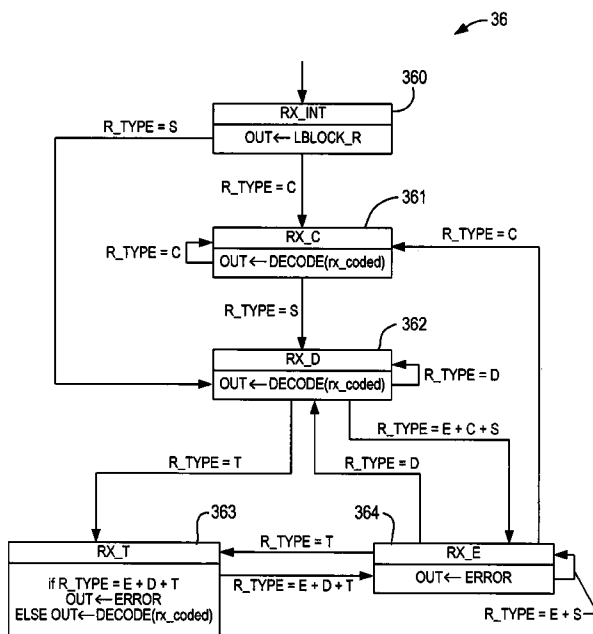 36
360
RX_INT
R_TYPE = S
OUT ← LBLOCK_R
R_TYPE = C
361
RX_C
R_TYPE = C
R_TYPE = C
OUT ← DECODE(rx_coded)
R_TYPE = S
362
RX_D
OUT ← DECODE(rx_coded)
R_TYPE = D
R_TYPE = E + C + S
R_TYPE = T
R_TYPE = D
363
364
RX_T
R_TYPE = T
RX_E
if R_TYPE = E + D + T
OUT ← ERROR
ELSE OUT ← DECODE(rx_coded)
R_TYPE = E + D + T
OUT ← ERROR
R_TYPE = E + S